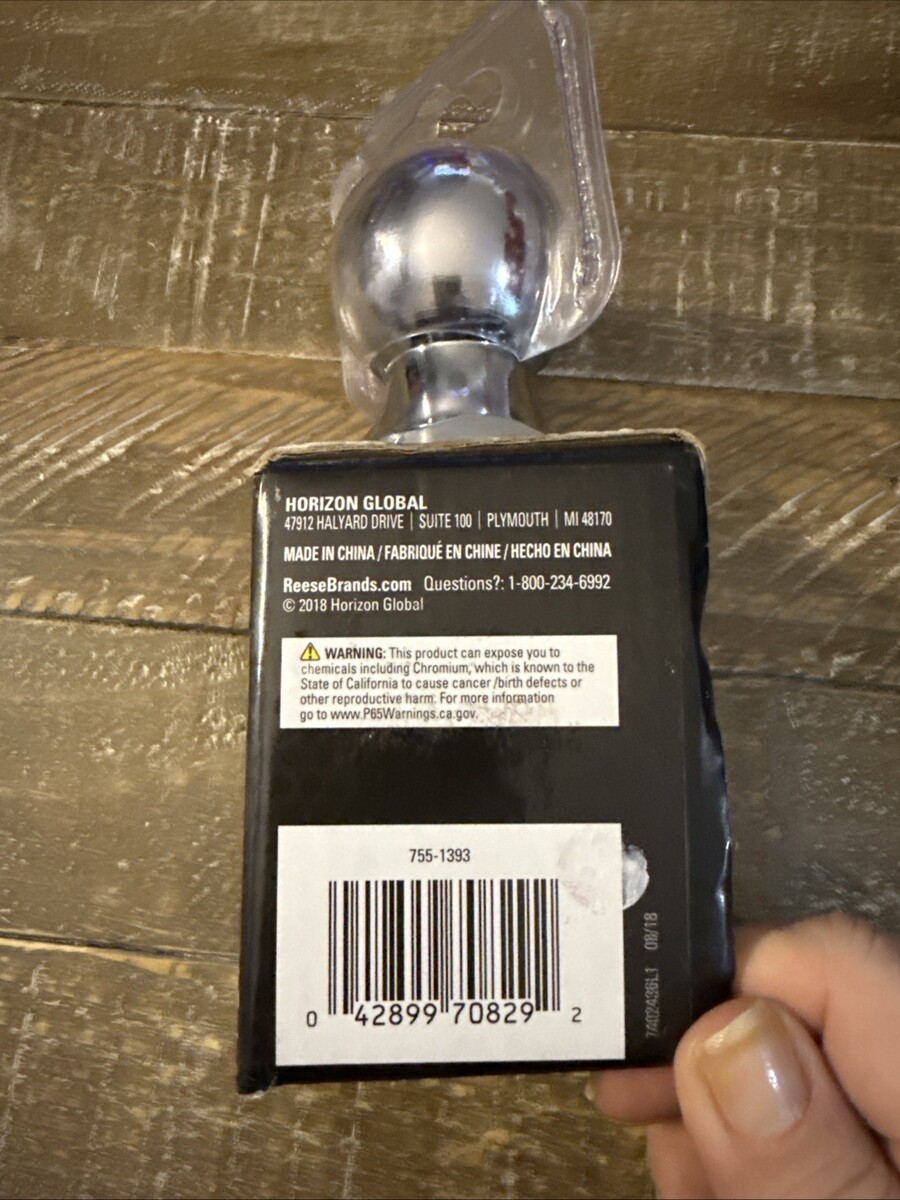 HORIZON GLOBAL
47912 HALYARD DRIVE | SUITE 100 | PLYMOUTH | MI 48170
MADE IN CHINA / FABRIQUÉ EN CHINE / HECHO EN CHINA
ReeseBrands.com Questions?: 1-800-234-6992
© 2018 Horizon Global
⚠ WARNING: This product can expose you to
chemicals including Chromium, which is known to the
State of California to cause cancer /birth defects or
other reproductive harm. For more information
go to www.P65Warnings.ca.gov.
755-1393
0 42899 70829 2
7402436L1 08/18